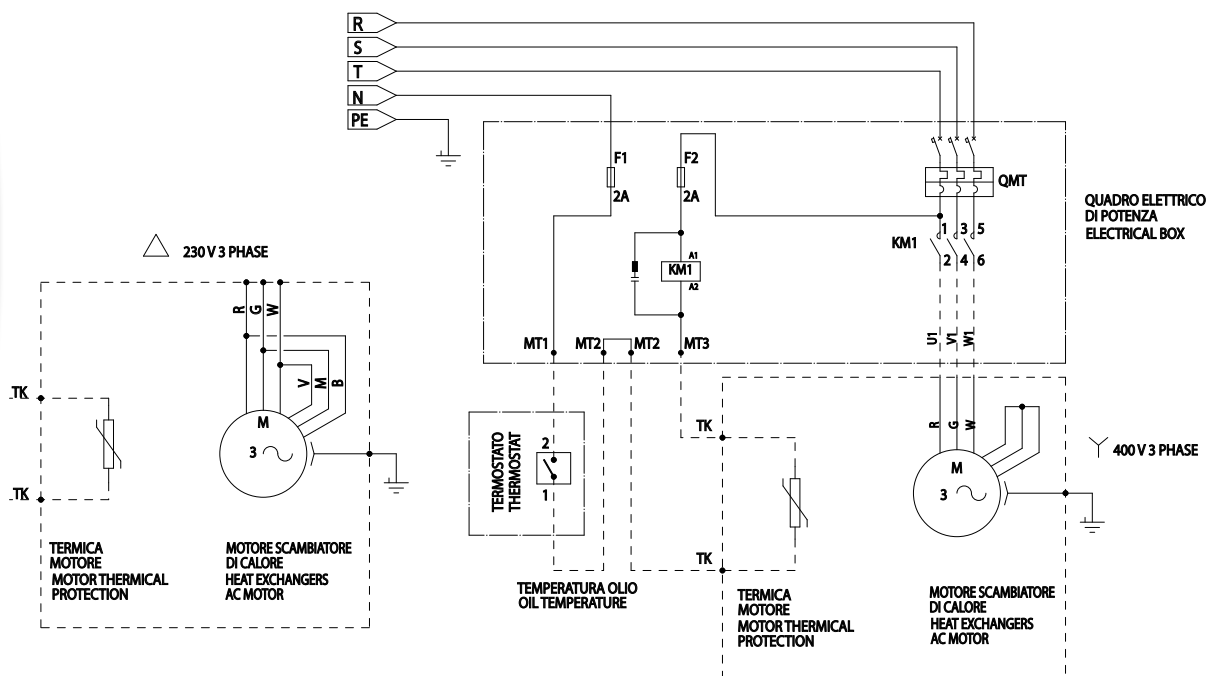 R
S
T
N
PE
F1
2A
F2
2A
QMT
QUADRO ELETTRICO
DI POTENZA
ELECTRICAL BOX
KM1
1 3 5
2 4 6
A1
KM1
A2
230 V 3 PHASE
R
G
W
V
M
B
M
3
TK
TK
TERMICA
MOTORE
MOTOR THERMICAL
PROTECTION
MOTORE SCAMBIATORE
DI CALORE
HEAT EXCHANGERS
AC MOTOR
MT1
MT2
MT2
MT3
U1
V1
W1
TERMOSTATO
THERMOSTAT
2
1
TEMPERATURA OLIO
OIL TEMPERATURE
TK
TK
TERMICA
MOTORE
MOTOR THERMICAL
PROTECTION
R
G
W
M
3
400 V 3 PHASE
MOTORE SCAMBIATORE
DI CALORE
HEAT EXCHANGERS
AC MOTOR